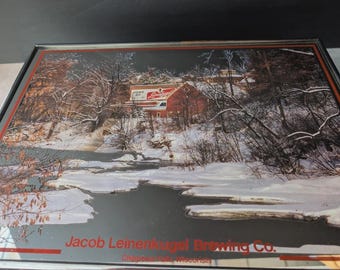 Jacob Leinenkugel Brewing Co.
Chippewa Falls, Wisconsin